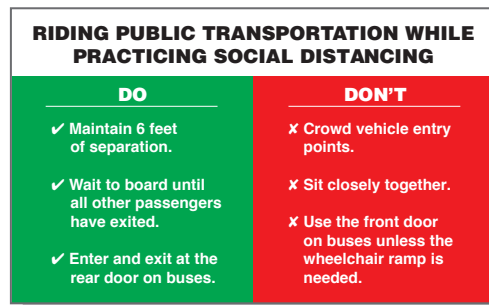 RIDING PUBLIC TRANSPORTATION WHILE
PRACTICING SOCIAL DISTANCING
DO
✔ Maintain 6 feet
of separation.
✔ Wait to board until
all other passengers
have exited.
✔ Enter and exit at the
rear door on buses.
DON'T
✘ Crowd vehicle entry
points.
✘ Sit closely together.
✘ Use the front door
on buses unless the
wheelchair ramp is
needed.